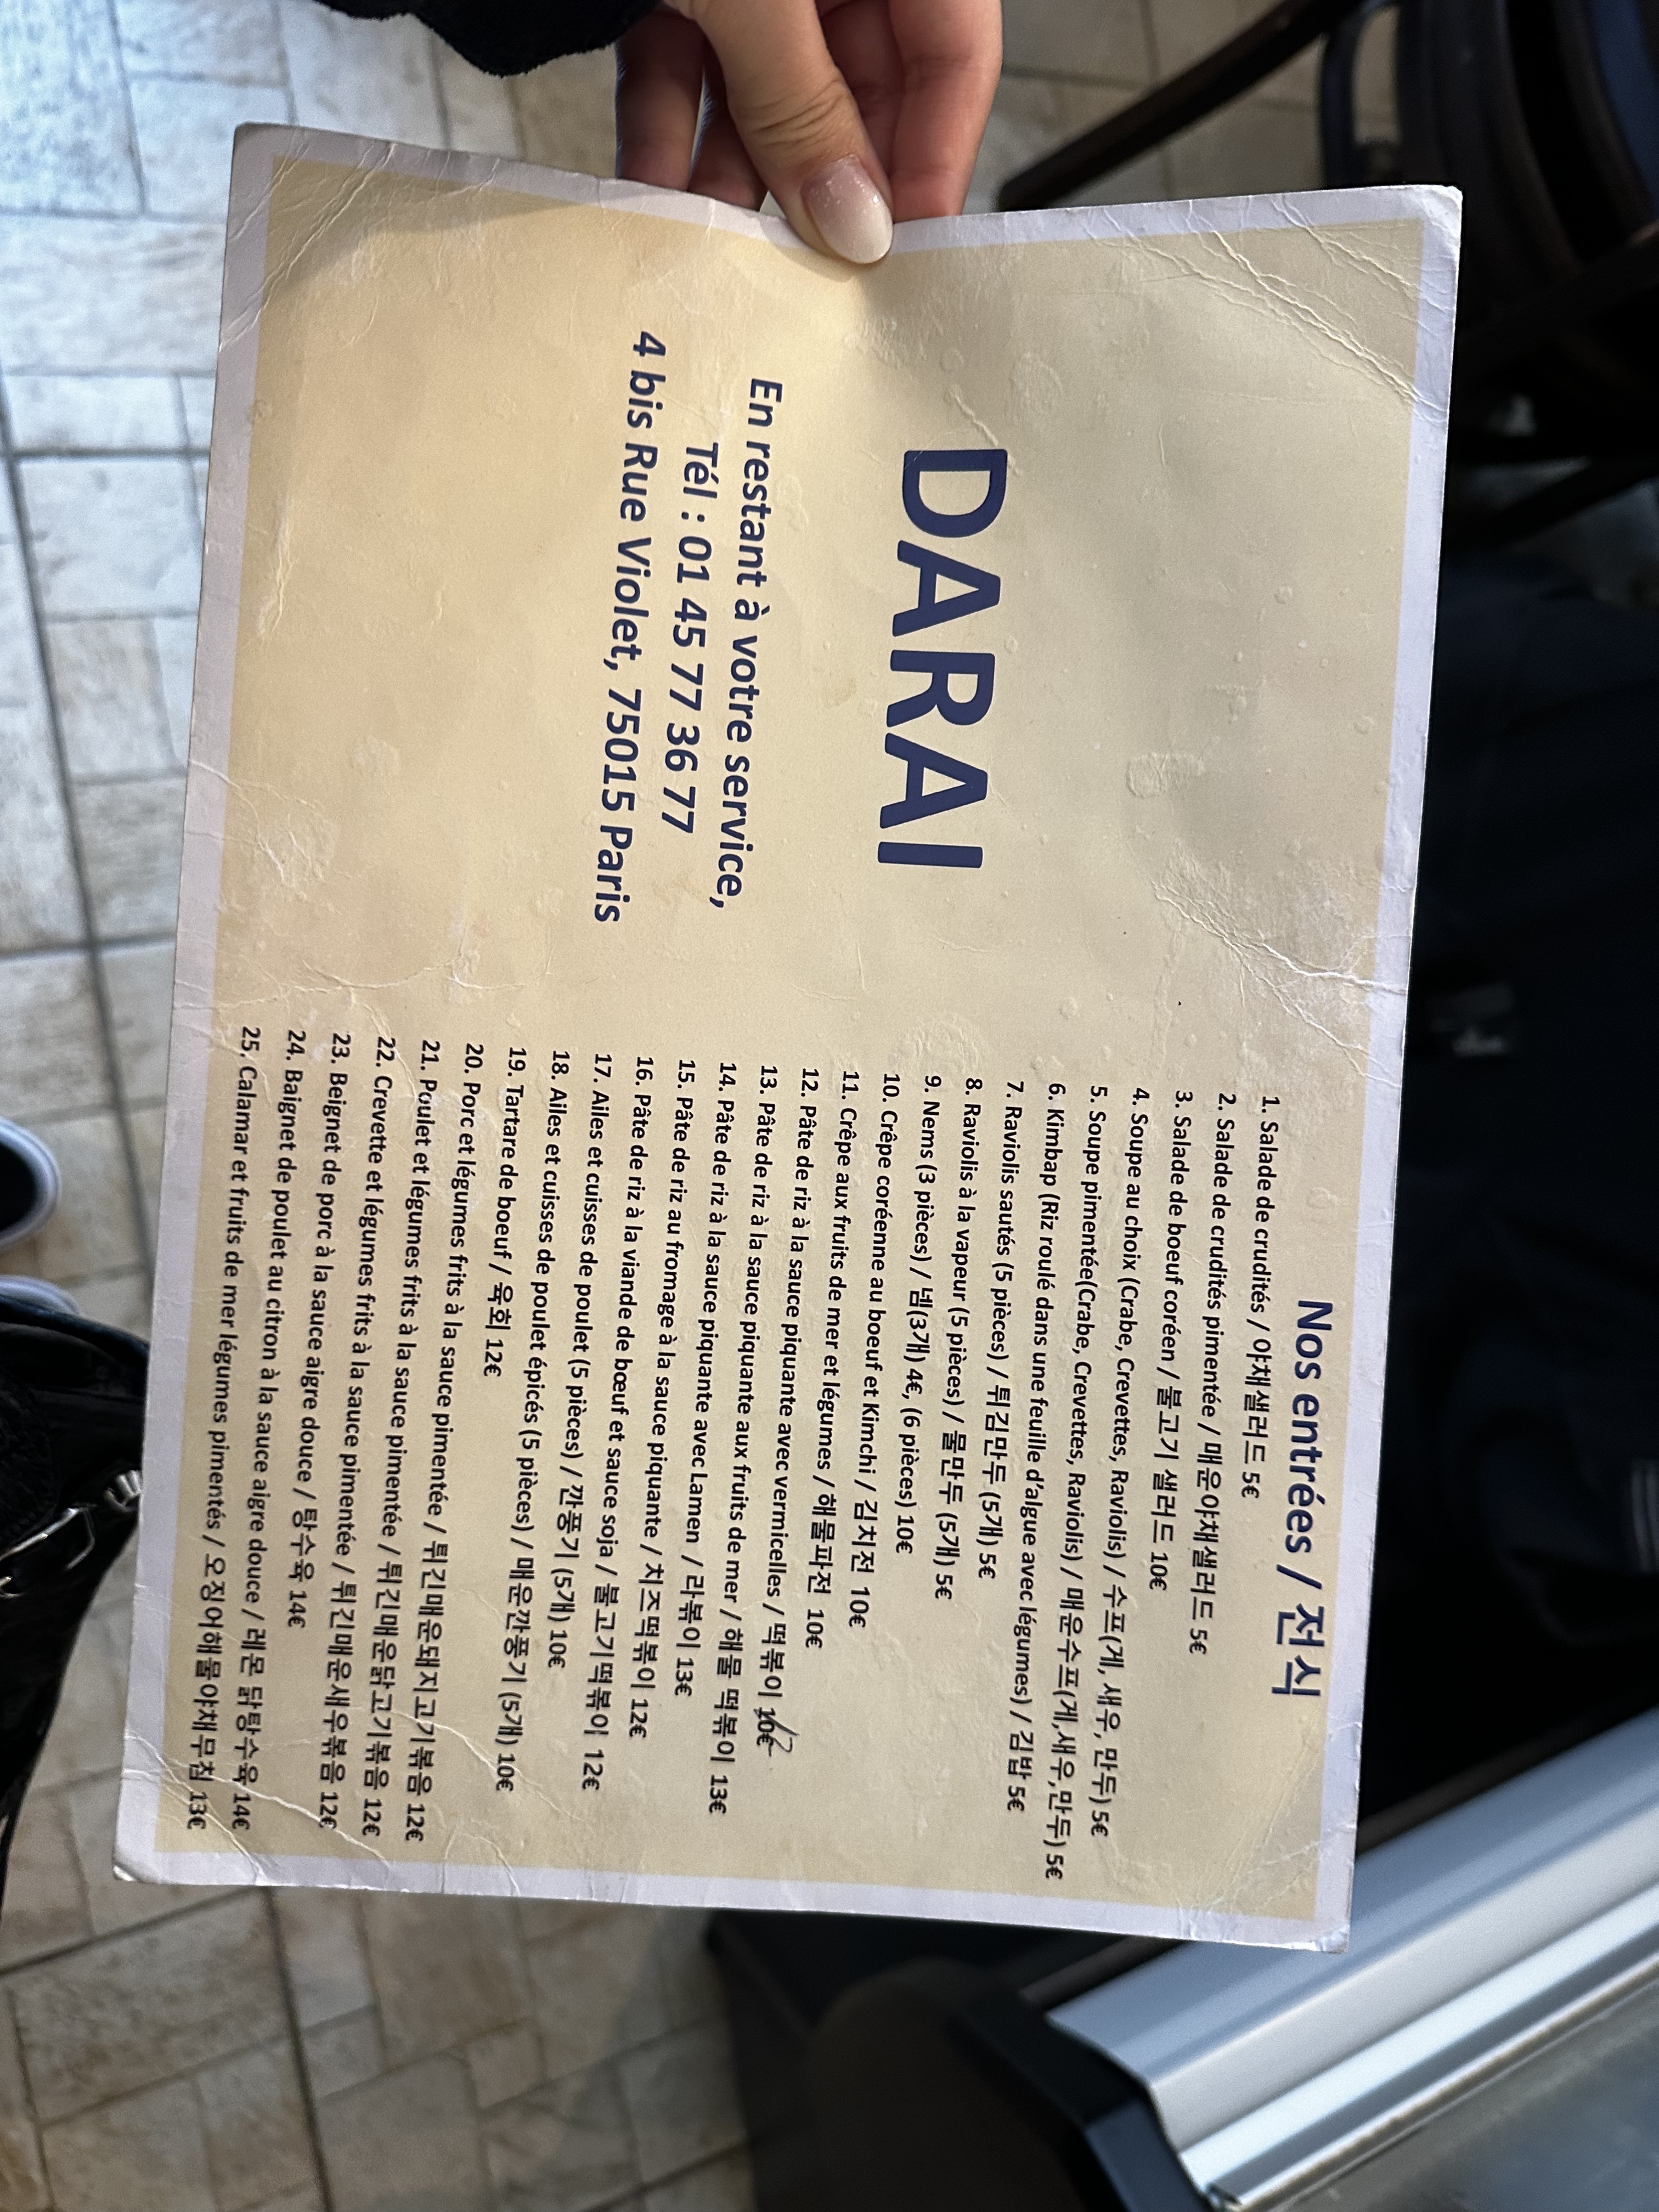 DARAI
En restant à votre service,
Tél : 01 45 77 36 77
4 bis Rue Violet, 75015 Paris
Nos entrées / 전식
1. Salade de crudités / 야채샐러드 5€
2. Salade de crudités pimentée / 매운야채샐러드 5€
3. Salade de boeuf coréen / 불고기 샐러드 10€
4. Soupe au choix (Crabe, Crevettes, Raviolis) / 수프(게, 새우, 만두) 5€
5. Soupe pimentée(Crabe, Crevettes, Raviolis) / 매운수프(게,새우,만두) 5€
6. Kimbap (Riz roulé dans une feuille d'algue avec légumes) / 김밥 5€
7. Raviolis sautés (5 pièces) / 튀김만두 (5개) 5€
8. Raviolis à la vapeur (5 pièces) / 물만두 (5개) 5€
9. Nems (3 pièces) / 넴(3개) 4€, (6 pièces) 10€
10. Crêpe coréenne au boeuf et Kimchi / 김치전 10€
11. Crêpe aux fruits de mer et légumes / 해물파전 10€
12. Pâte de riz à la sauce piquante avec vermicelles / 떡볶이 10€ 12
13. Pâte de riz à la sauce piquante aux fruits de mer / 해물 떡볶이 13€
14. Pâte de riz à la sauce piquante avec Lamen / 라볶이 13€
15. Pâte de riz au fromage à la sauce piquante / 치즈떡볶이 12€
16. Pâte de riz à la viande de bœuf et sauce soja / 불고기떡볶이 12€
17. Ailes et cuisses de poulet (5 pièces) / 깐풍기 (5개) 10€
18. Ailes et cuisses de poulet épicés (5 pièces) / 매운깐풍기 (5개) 10€
19. Tartare de boeuf / 육회 12€
20. Porc et légumes frits à la sauce pimentée / 튀긴매운돼지고기볶음 12€
21. Poulet et légumes frits à la sauce pimentée / 튀긴매운닭고기볶음 12€
22. Crevette et légumes frits à la sauce pimentée / 튀긴매운새우볶음 12€
23. Beignet de porc à la sauce aigre douce / 탕수육 14€
24. Baignet de poulet au citron à la sauce aigre douce / 레몬 닭탕수육 14€
25. Calamar et fruits de mer légumes pimentés / 오징어해물야채무침 13€